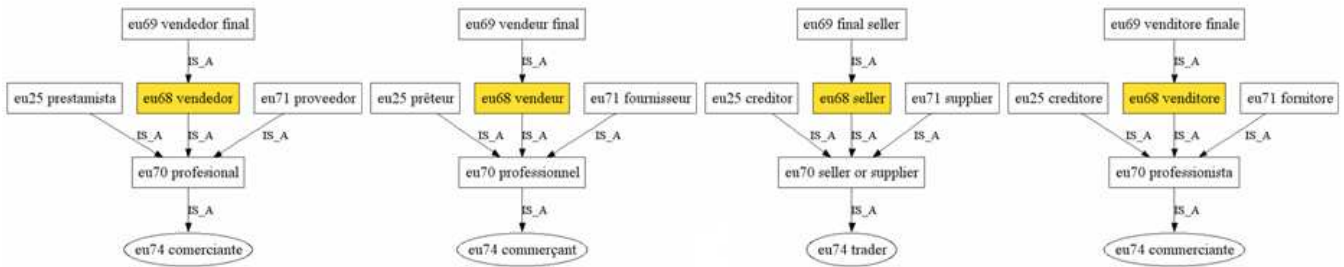 eu69 vendedor final
IS_A
eu25 prestamista
eu68 vendedor
eu71 proveedor
IS_A
IS_A
IS_A
eu70 profesional
IS_A
eu74 comerciante
eu69 vendeur final
IS_A
eu25 prêteur
eu68 vendeur
eu71 fournisseur
IS_A
IS_A
IS_A
eu70 professionnel
IS_A
eu74 commerçant
eu69 final seller
IS_A
eu25 creditor
eu68 seller
eu71 supplier
IS_A
IS_A
IS_A
eu70 seller or supplier
IS_A
eu74 trader
eu69 venditore finale
IS_A
eu25 creditore
eu68 venditore
eu71 fornitore
IS_A
IS_A
IS_A
eu70 professionista
IS_A
eu74 commerciante